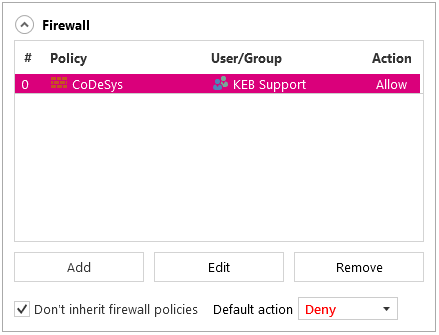 Firewall
# Policy User/Group Action
0 CoDeSys KEB Support Allow
Add Edit Remove
Don't inherit firewall policies Default action Deny